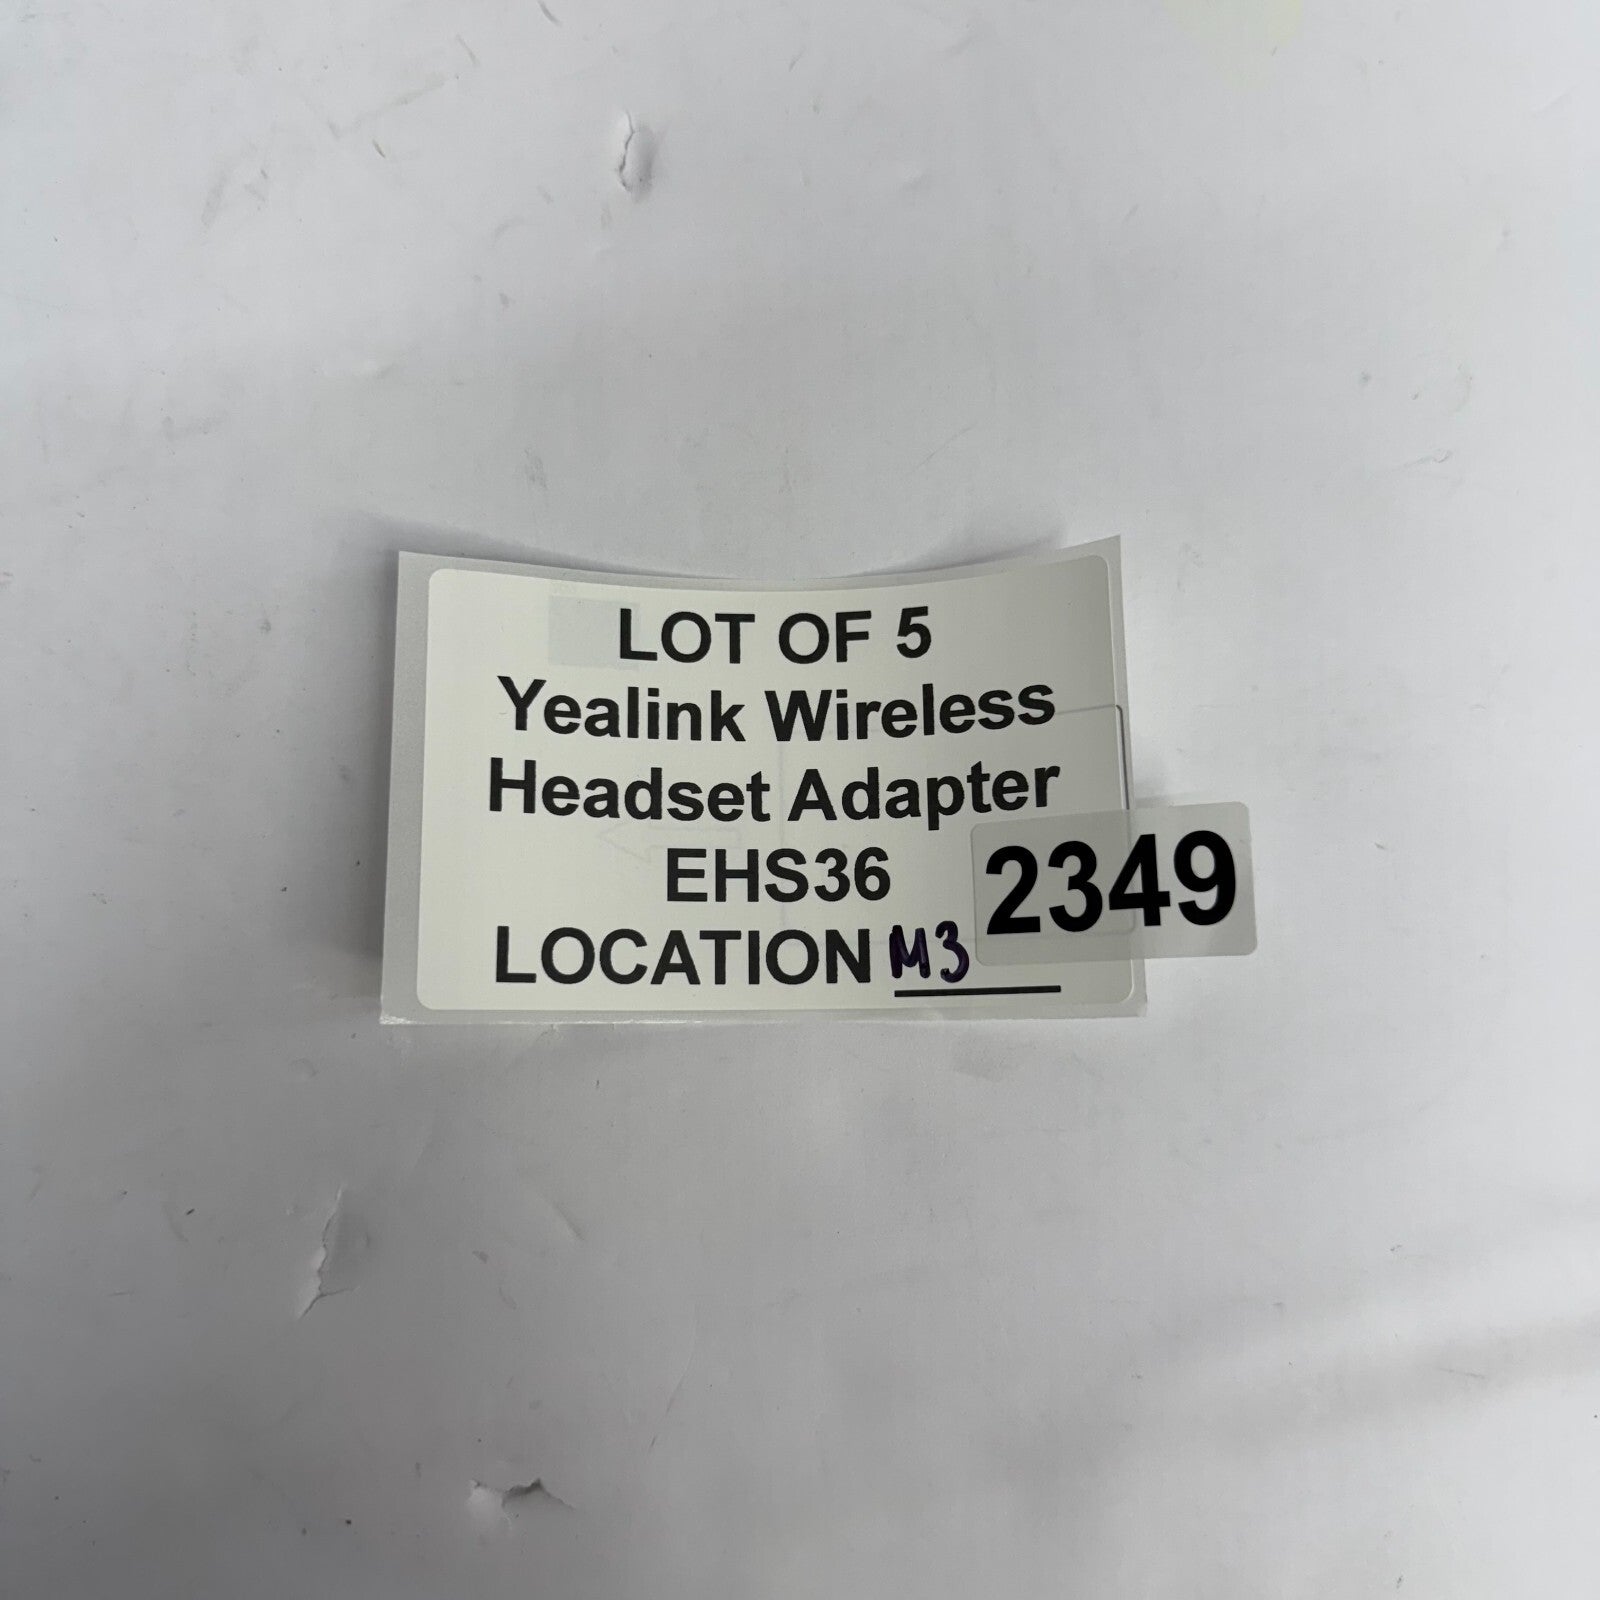 LOT OF 5
Yealink Wireless
Headset Adapter
EHS36
2349
LOCATION M3